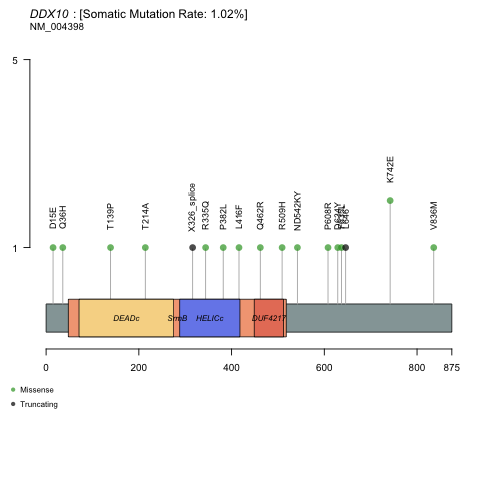 DDX10 : [Somatic Mutation Rate: 1.02%]
NM_004398
5
1
D15E
Q36H
T139P
T214A
X326_splice
R335Q
P382L
L416F
Q462R
R509H
ND542KY
P608R
K742E
V836M
DEADc
SrmB
HELICc
DUF4217
0
200
400
600
800
875
Missense
Truncating